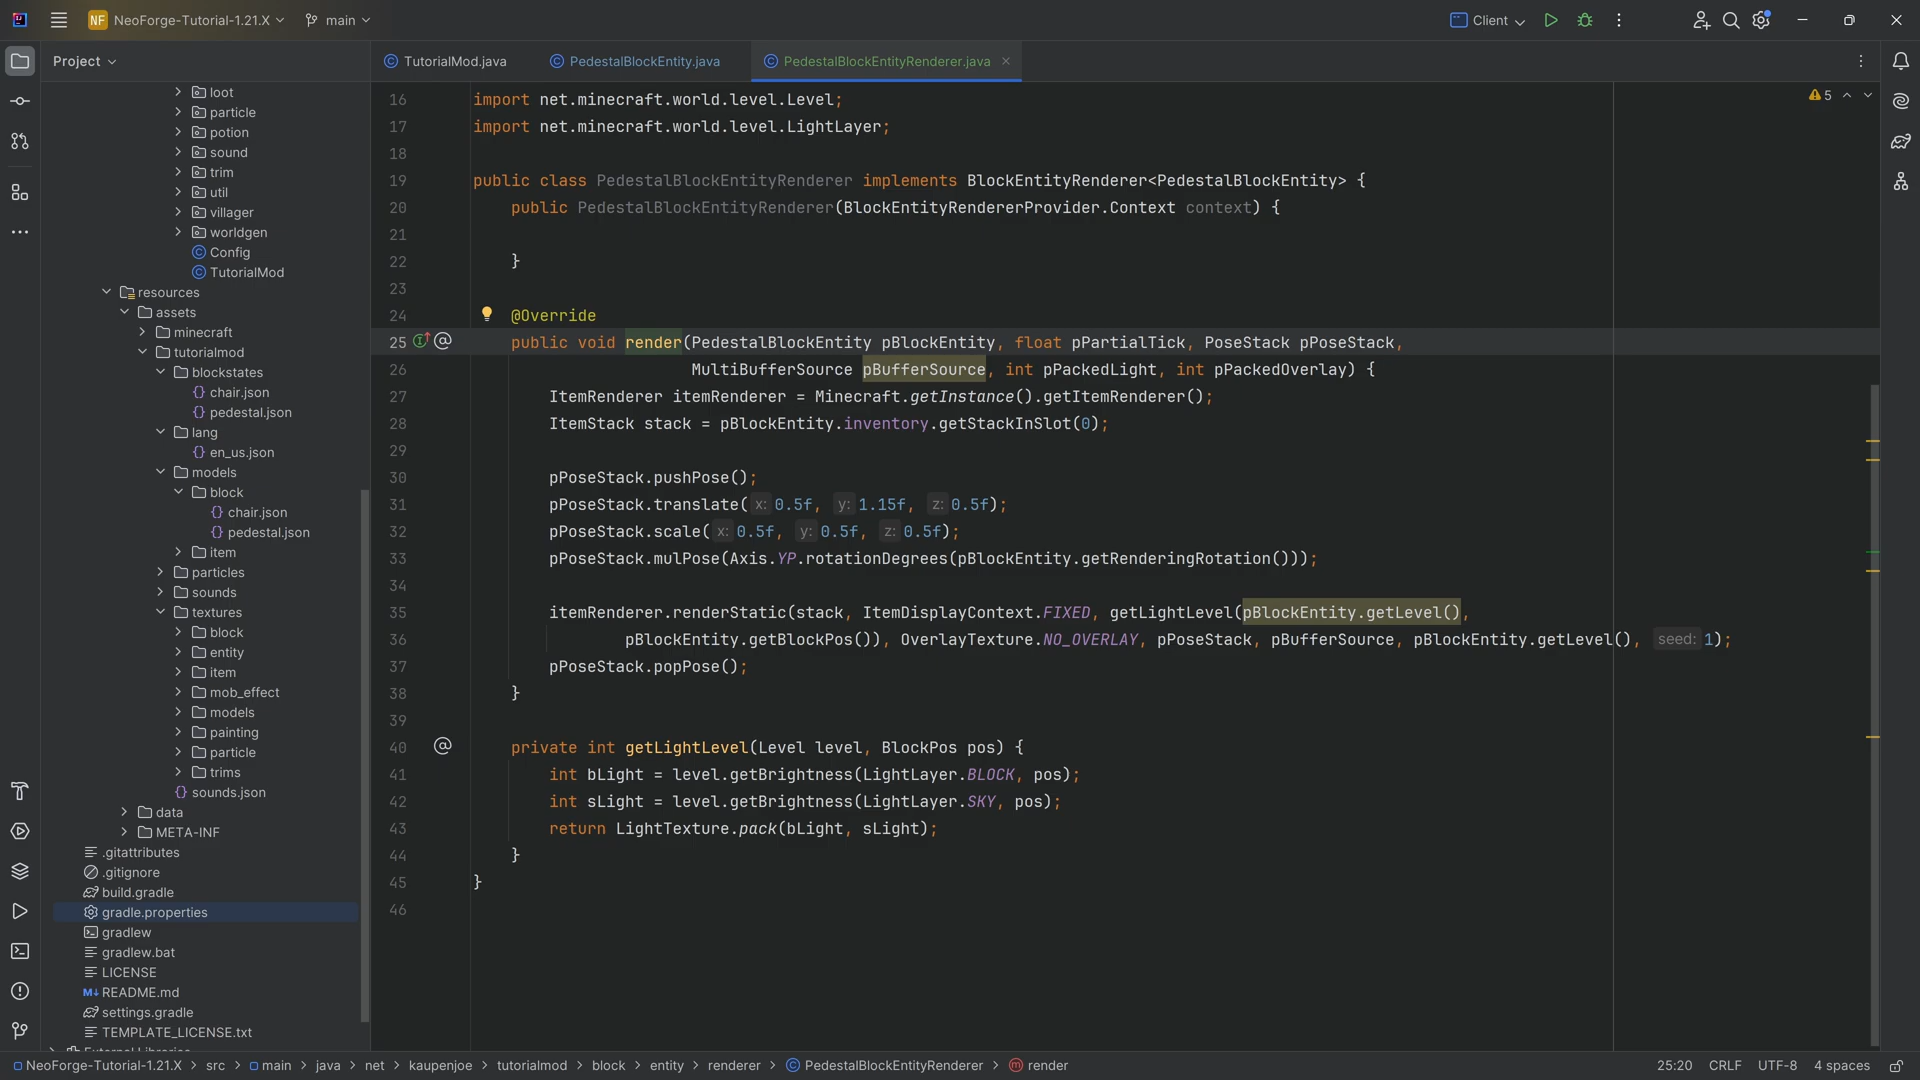 NF NeoForge-Tutorial-1.21.X main Client
Project
TutorialMod.java PedestalBlockEntity.java PedestalBlockEntityRenderer.java
5
loot
particle
potion
sound
trim
util
villager
worldgen
Config
TutorialMod
resources
assets
minecraft
tutorialmod
blockstates
chair.json
pedestal.json
lang
en_us.json
models
block
chair.json
pedestal.json
item
particles
sounds
textures
block
entity
item
mob_effect
models
painting
particle
trims
sounds.json
data
META-INF
.gitattributes
.gitignore
build.gradle
gradle.properties
gradlew
gradlew.bat
LICENSE
README.md
settings.gradle
TEMPLATE_LICENSE.txt
External Libraries
16 import net.minecraft.world.level.Level;
17 import net.minecraft.world.level.LightLayer;
18
19 public class PedestalBlockEntityRenderer implements BlockEntityRenderer<PedestalBlockEntity> {
20 public PedestalBlockEntityRenderer(BlockEntityRendererProvider.Context context) {
21
22 }
23
24 @Override
25 public void render(PedestalBlockEntity pBlockEntity, float pPartialTick, PoseStack pPoseStack,
26 MultiBufferSource pBufferSource, int pPackedLight, int pPackedOverlay) {
27 ItemRenderer itemRenderer = Minecraft.getInstance().getItemRenderer();
28 ItemStack stack = pBlockEntity.inventory.getStackInSlot(0);
29
30 pPoseStack.pushPose();
31 pPoseStack.translate( x: 0.5f, y: 1.15f, z: 0.5f);
32 pPoseStack.scale( x: 0.5f, y: 0.5f, z: 0.5f);
33 pPoseStack.mulPose(Axis.YP.rotationDegrees(pBlockEntity.getRenderingRotation()));
34
35 itemRenderer.renderStatic(stack, ItemDisplayContext.FIXED, getLightLevel(pBlockEntity.getLevel(),
36 pBlockEntity.getBlockPos()), OverlayTexture.NO_OVERLAY, pPoseStack, pBufferSource, pBlockEntity.getLevel(), seed: 1);
37 pPoseStack.popPose();
38 }
39
40 private int getLightLevel(Level level, BlockPos pos) {
41 int bLight = level.getBrightness(LightLayer.BLOCK, pos);
42 int sLight = level.getBrightness(LightLayer.SKY, pos);
43 return LightTexture.pack(bLight, sLight);
44 }
45 }
46
NeoForge-Tutorial-1.21.X > src > main > java > net > kaupenjoe > tutorialmod > block > entity > renderer > PedestalBlockEntityRenderer > render 25:20 CRLF UTF-8 4 spaces